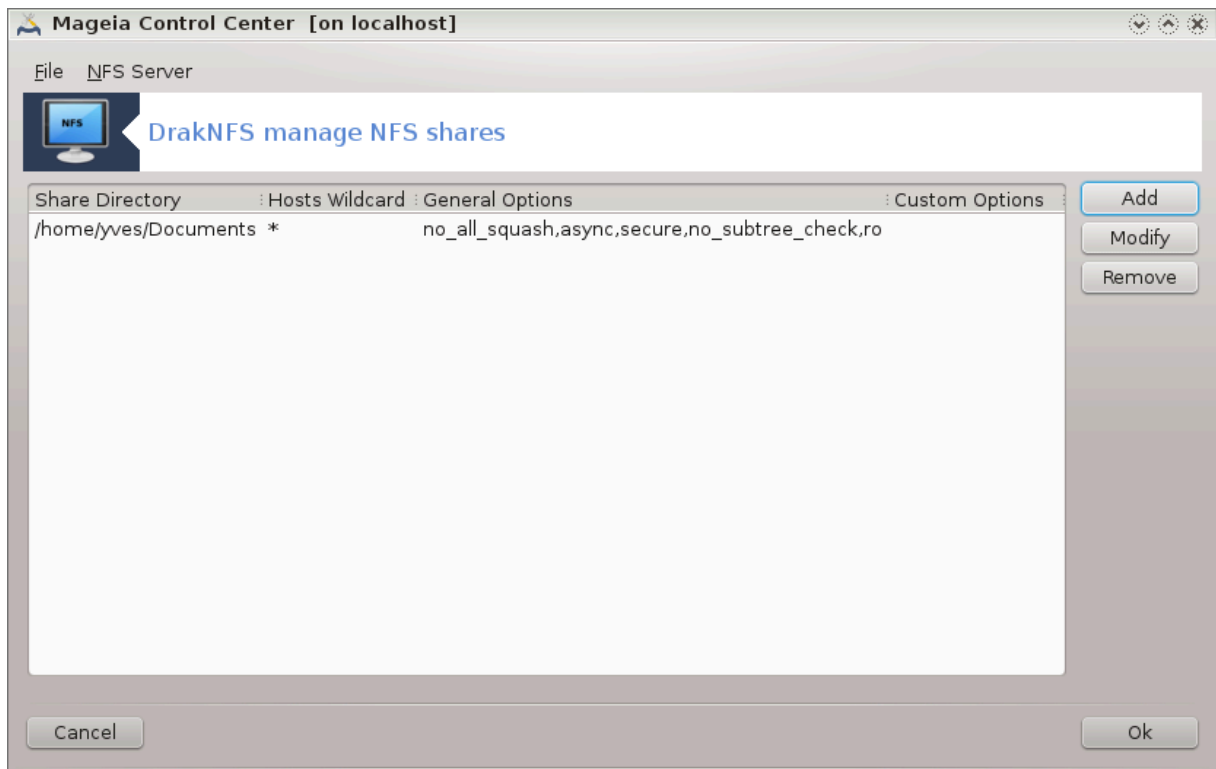 Mageia Control Center [on localhost]
File NFS Server
NFS
DrakNFS manage NFS shares
Share Directory Hosts Wildcard General Options Custom Options
/home/yves/Documents * no_all_squash,async,secure,no_subtree_check,ro
Add
Modify
Remove
Cancel Ok